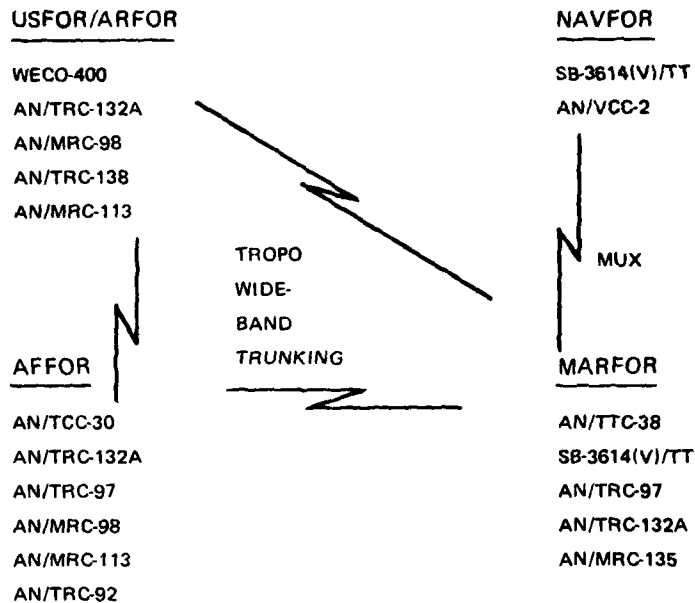 USFOR/ARFOR
WECO-400
AN/TRC-132A
AN/MRC-98
AN/TRC-138
AN/MRC-113
NAVFOR
SB-3614(V)/TT
AN/VCC-2
TROPO
WIDE-
BAND
TRUNKING
MUX
AFFOR
AN/TCC-30
AN/TRC-132A
AN/TRC-97
AN/MRC-98
AN/MRC-113
AN/TRC-92
MARFOR
AN/TTC-38
SB-3614(V)/TT
AN/TRC-97
AN/TRC-132A
AN/MRC-135